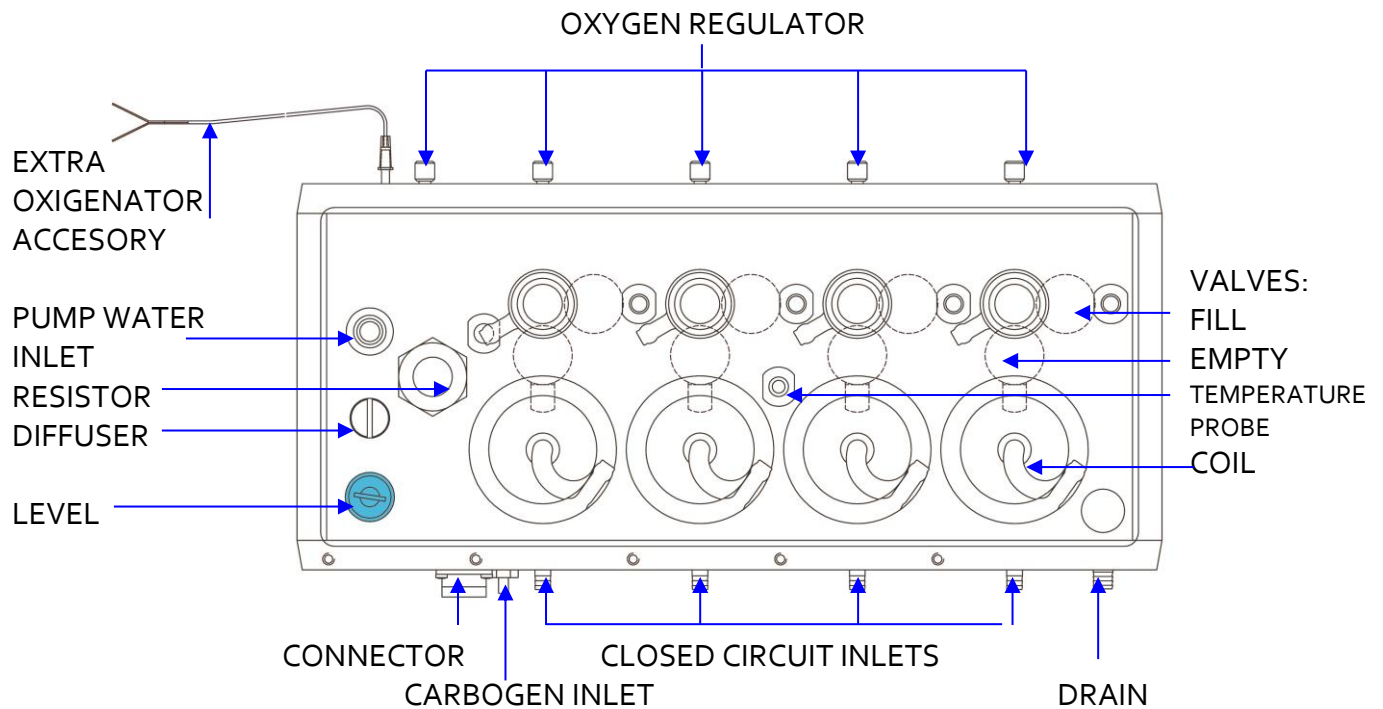 OXYGEN REGULATOR
EXTRA
OXIGENATOR
ACCESORY
PUMP WATER
INLET
RESISTOR
DIFFUSER
LEVEL
VALVES:
FILL
EMPTY
TEMPERATURE
PROBE
COIL
CONNECTOR
CLOSED CIRCUIT INLETS
CARBOGEN INLET
DRAIN